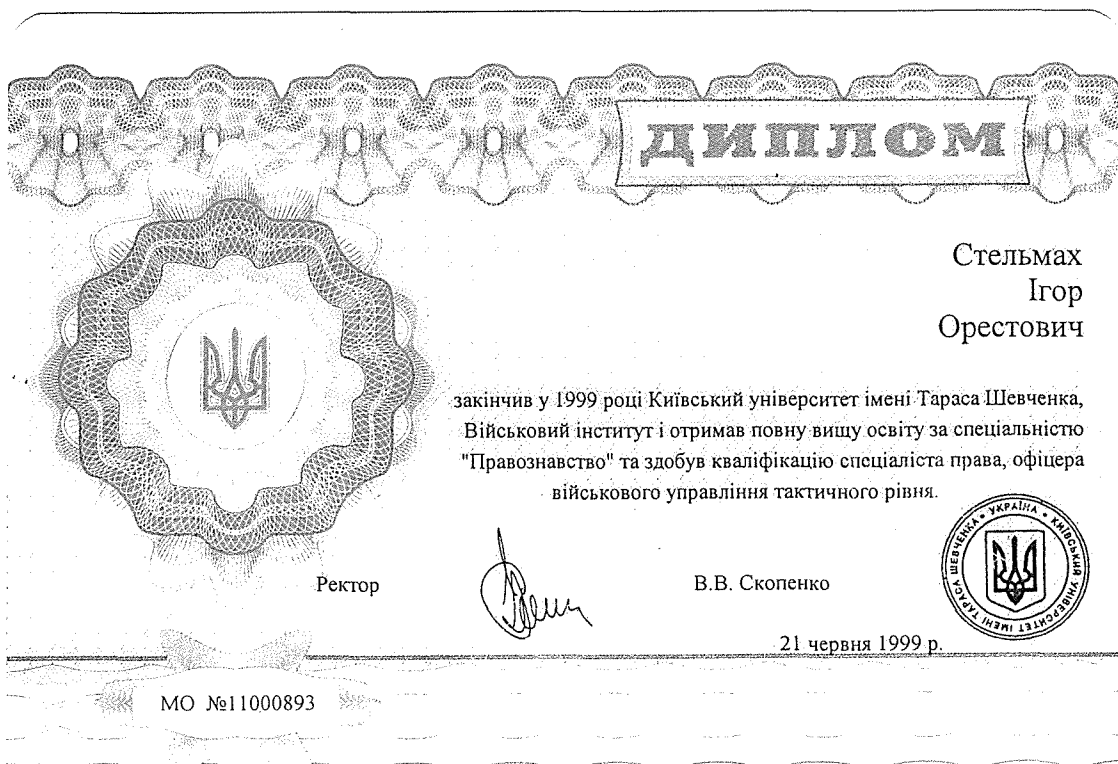 ДИПЛОМ
Стельмах
Ігор
Орестович
закінчив у 1999 році Київський університет імені Тараса Шевченка,
Військовий інститут і отримав повну вищу освіту за спеціальністю
"Правознавство" та здобув кваліфікацію спеціаліста права, офіцера
військового управління тактичного рівня.
УКРАЇНА • КИЇВСЬКИЙ УНІВЕРСИТЕТ ІМЕНІ ТАРАСА ШЕВЧЕНКА •
Ректор В.В. Скопенко
21 червня 1999 р.
МО №11000893